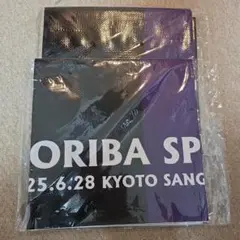 ORIBA SP
25.6.28 KYOTO SANG